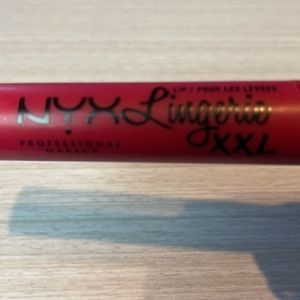 LIP / POUR LES LÈVRES
NYX Lingerie
PROFESSIONAL XXL
MAKEUP